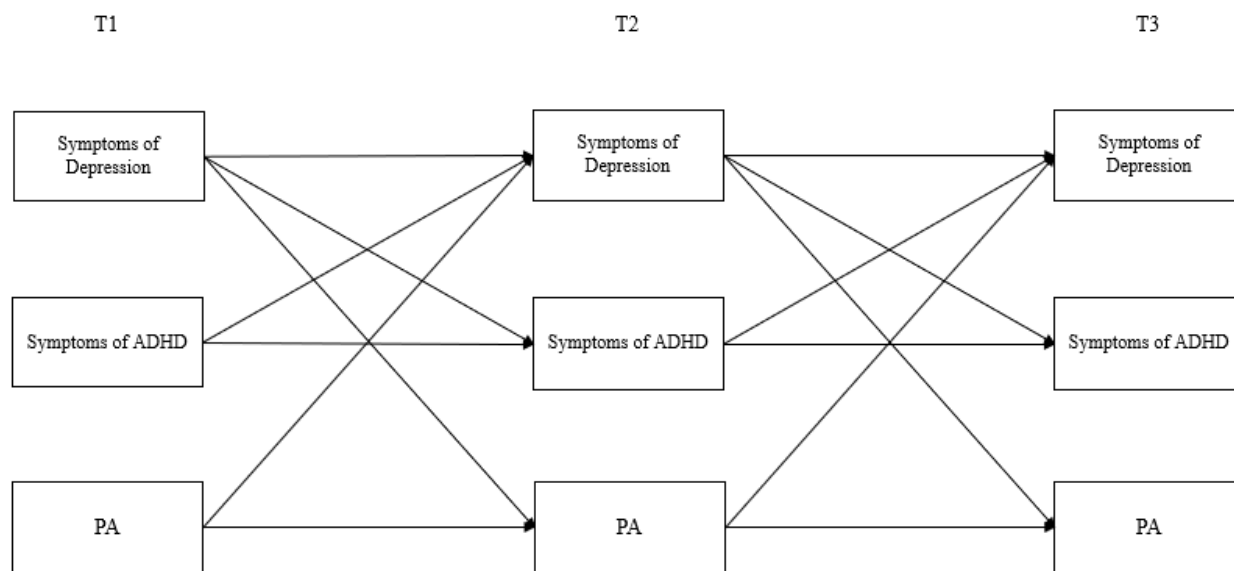 T1
T2
T3
Symptoms of
Depression
Symptoms of
Depression
Symptoms of
Depression
Symptoms of ADHD
Symptoms of ADHD
Symptoms of ADHD
PA
PA
PA